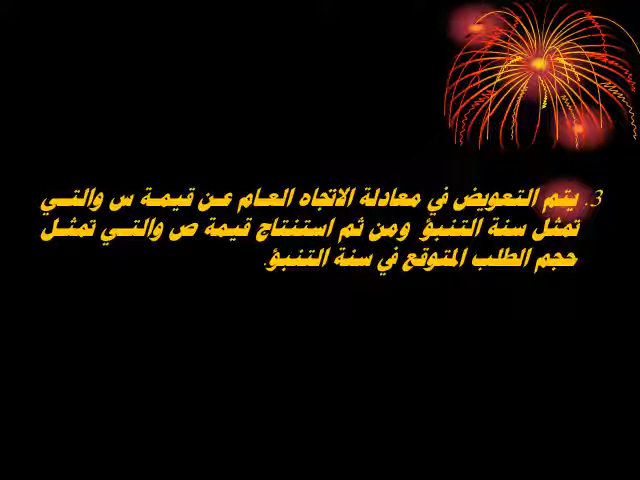 3. يتم التعويض في معادلة الاتجاه العام عن قيمة س والتي
تمثل سنة التنبؤ ومن ثم استنتاج قيمة ص والتي تمثل
حجم الطلب المتوقع في سنة التنبؤ.